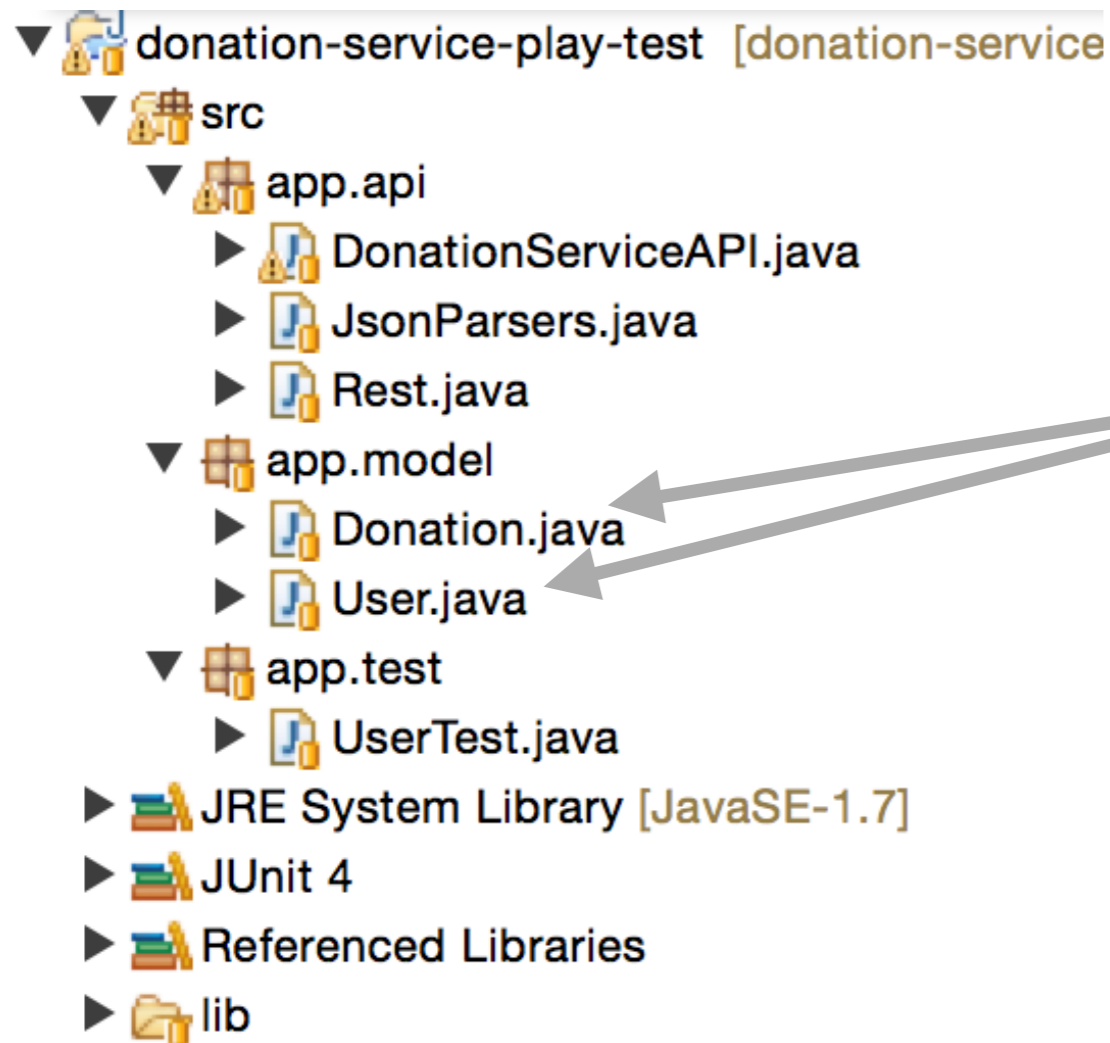 donation-service-play-test [donation-service
src
app.api
DonationServiceAPI.java
JsonParsers.java
Rest.java
app.model
Donation.java
User.java
app.test
UserTest.java
JRE System Library [JavaSE-1.7]
JUnit 4
Referenced Libraries
lib